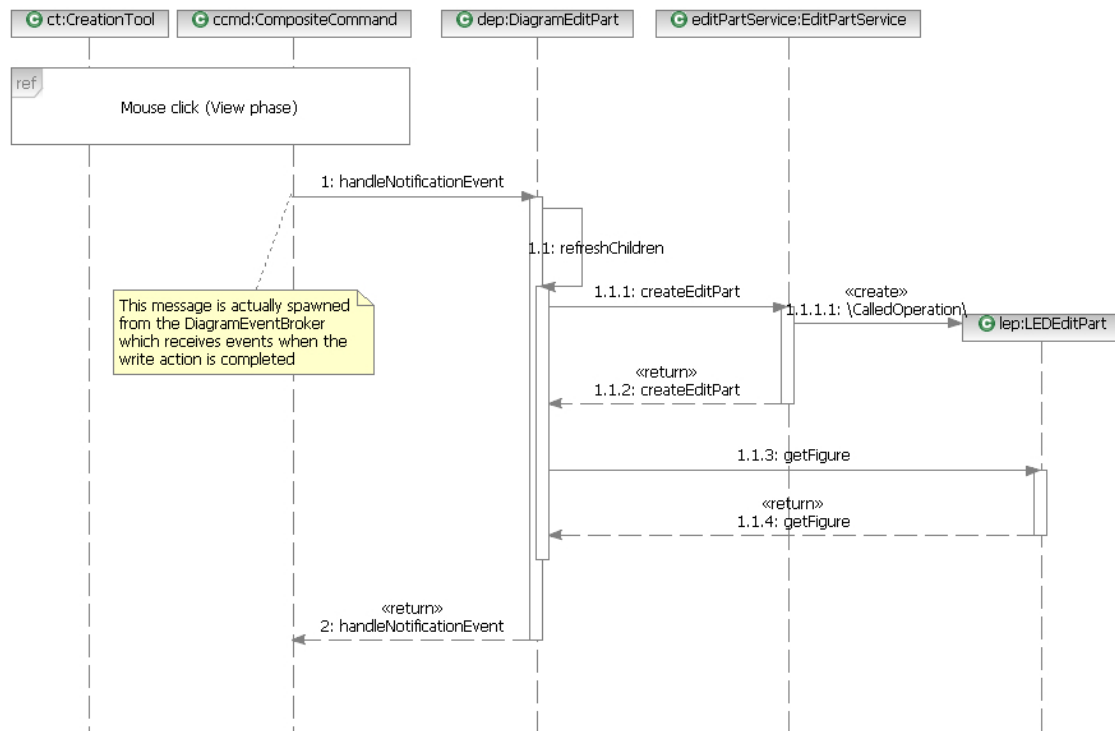 ct:CreationTool
ccmd:CompositeCommand
dep:DiagramEditPart
editPartService:EditPartService
ref
Mouse click (View phase)
1: handleNotificationEvent
1.1: refreshChildren
This message is actually spawned
from the DiagramEventBroker
which receives events when the
write action is completed
1.1.1: createEditPart
«create»
1.1.1.1: \CalledOperation\
lep:LEDEditPart
«return»
1.1.2: createEditPart
1.1.3: getFigure
«return»
1.1.4: getFigure
«return»
2: handleNotificationEvent